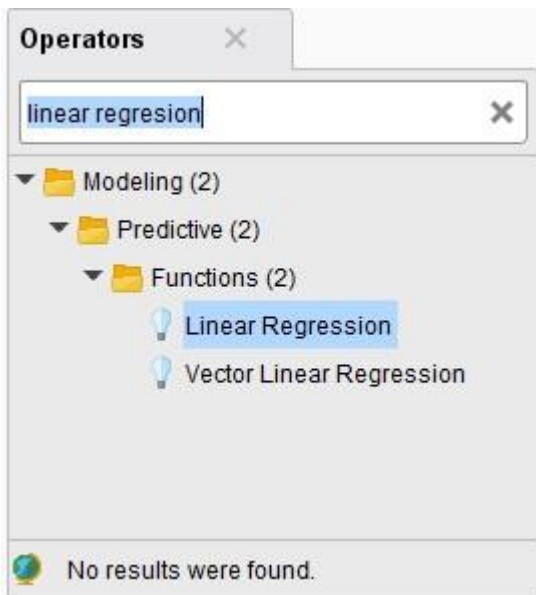 Operators
linear regresion
Modeling (2)
Predictive (2)
Functions (2)
Linear Regression
Vector Linear Regression
No results were found.